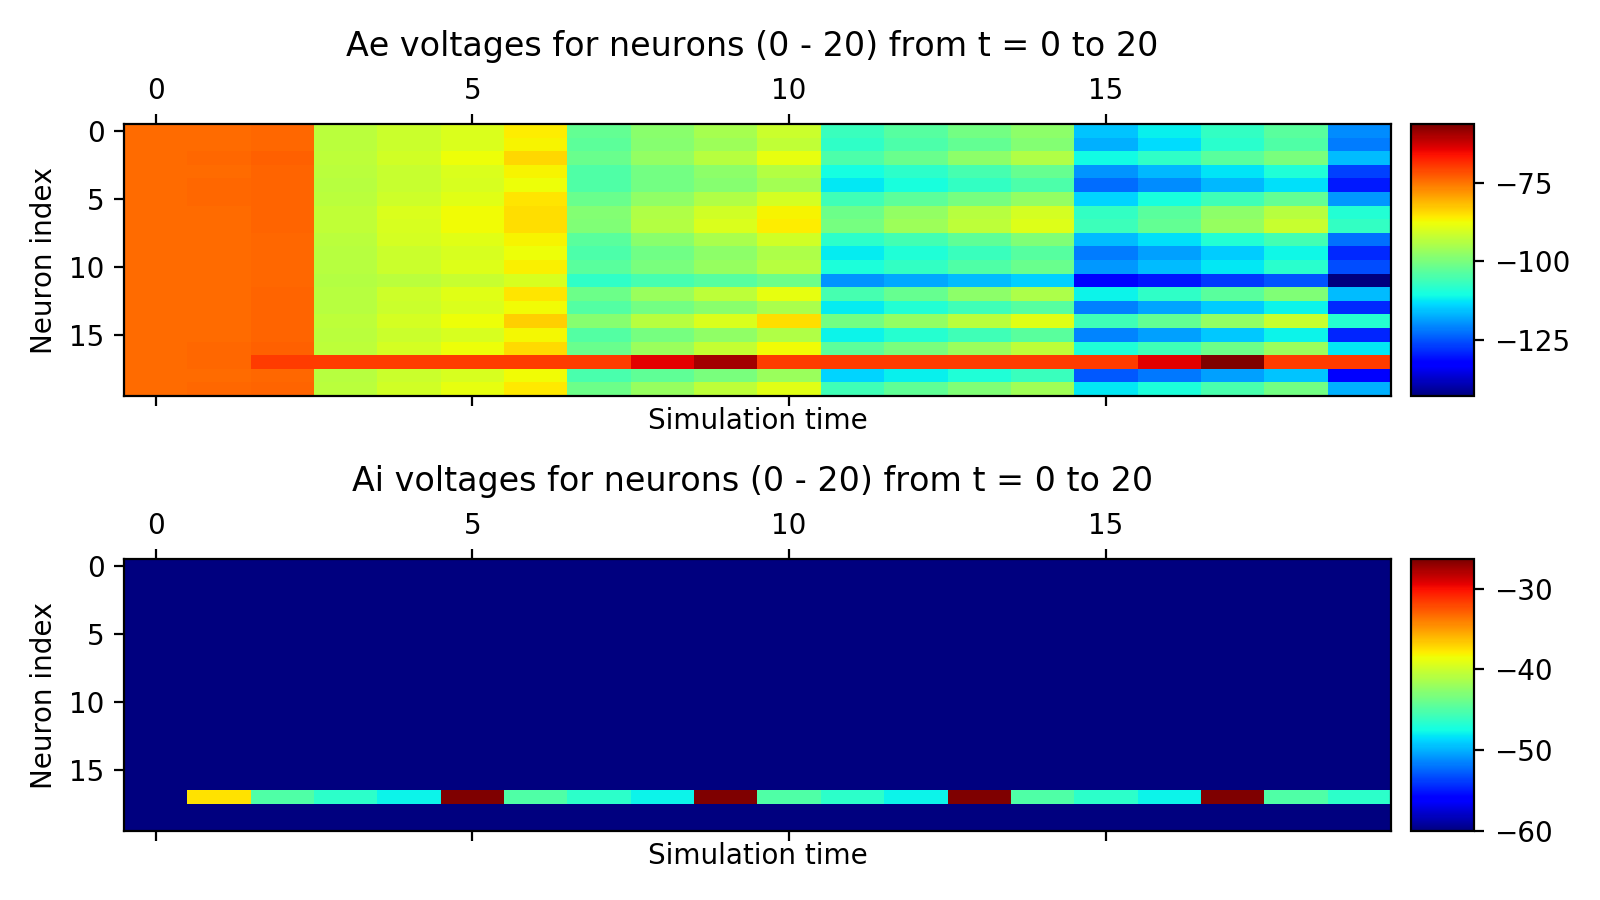 Ae voltages for neurons (0 - 20) from t = 0 to 20
0 5 10 15
Neuron index
0
5
10
15
Simulation time
−75
−100
−125
Ai voltages for neurons (0 - 20) from t = 0 to 20
0 5 10 15
Neuron index
0
5
10
15
Simulation time
−30
−40
−50
−60